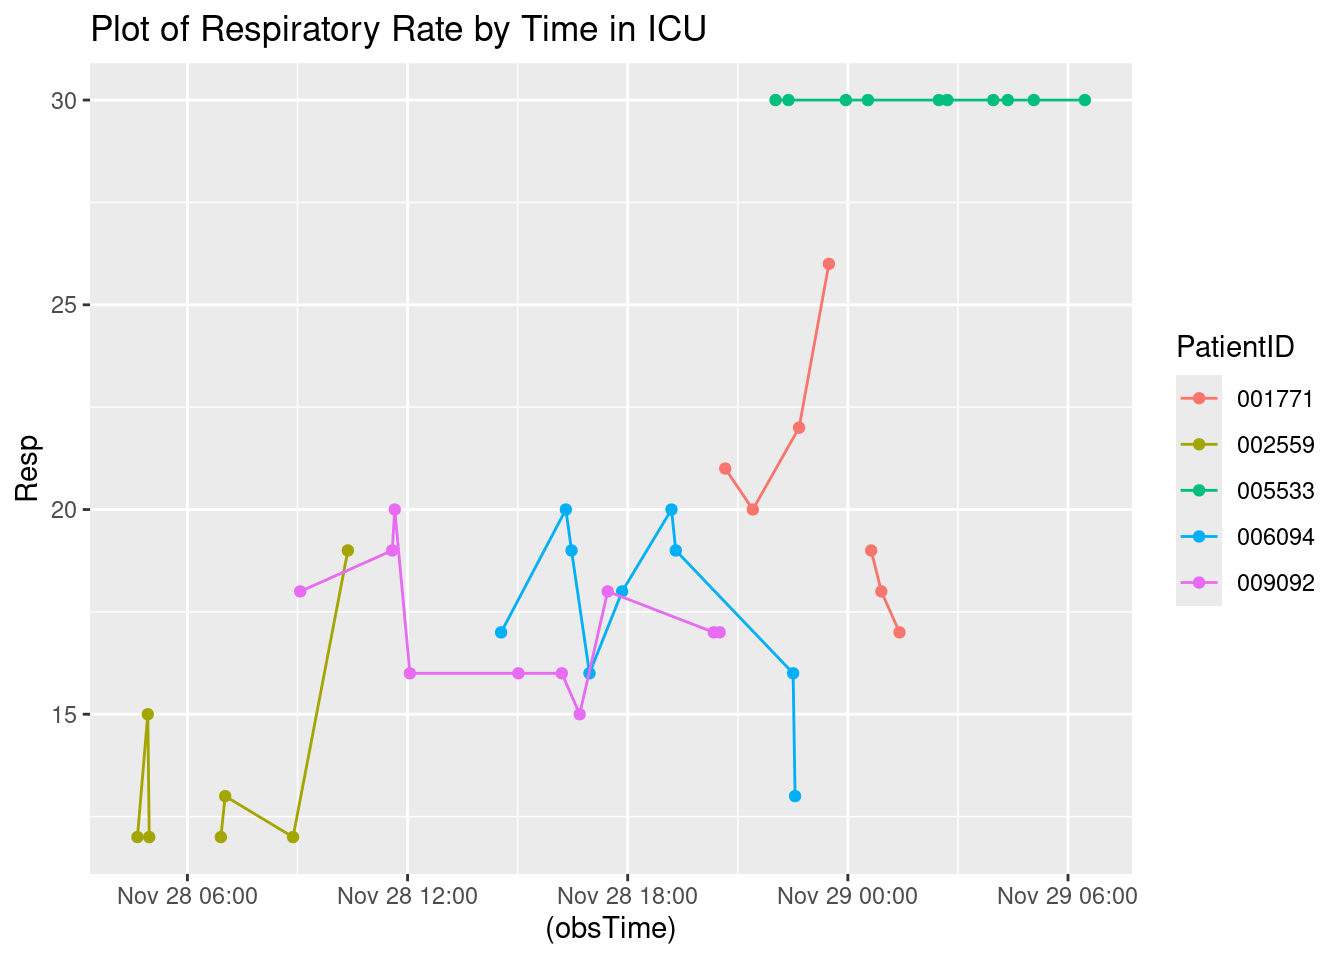 Plot of Respiratory Rate by Time in ICU
30
25
20
15
Resp
Nov 28 06:00 Nov 28 12:00 Nov 28 18:00 Nov 29 00:00 Nov 29 06:00
(obsTime)
PatientID
001771
002559
005533
006094
009092